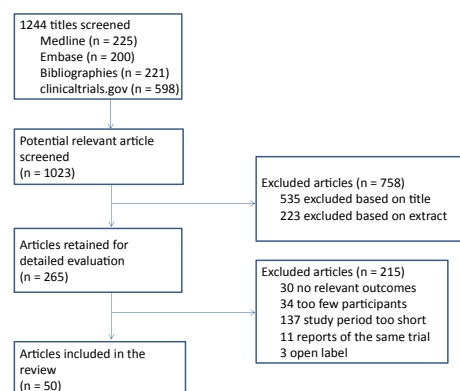 1244 titles screened
Medline (n = 225)
Embase (n = 200)
Bibliographies (n = 221)
clinicaltrials.gov (n = 598)
Potential relevant article
screened
(n = 1023)
Excluded articles (n = 758)
535 excluded based on title
223 excluded based on extract
Articles retained for
detailed evaluation
(n = 265)
Excluded articles (n = 215)
30 no relevant outcomes
34 too few participants
137 study period too short
11 reports of the same trial
3 open label
Articles included in the
review
(n = 50)